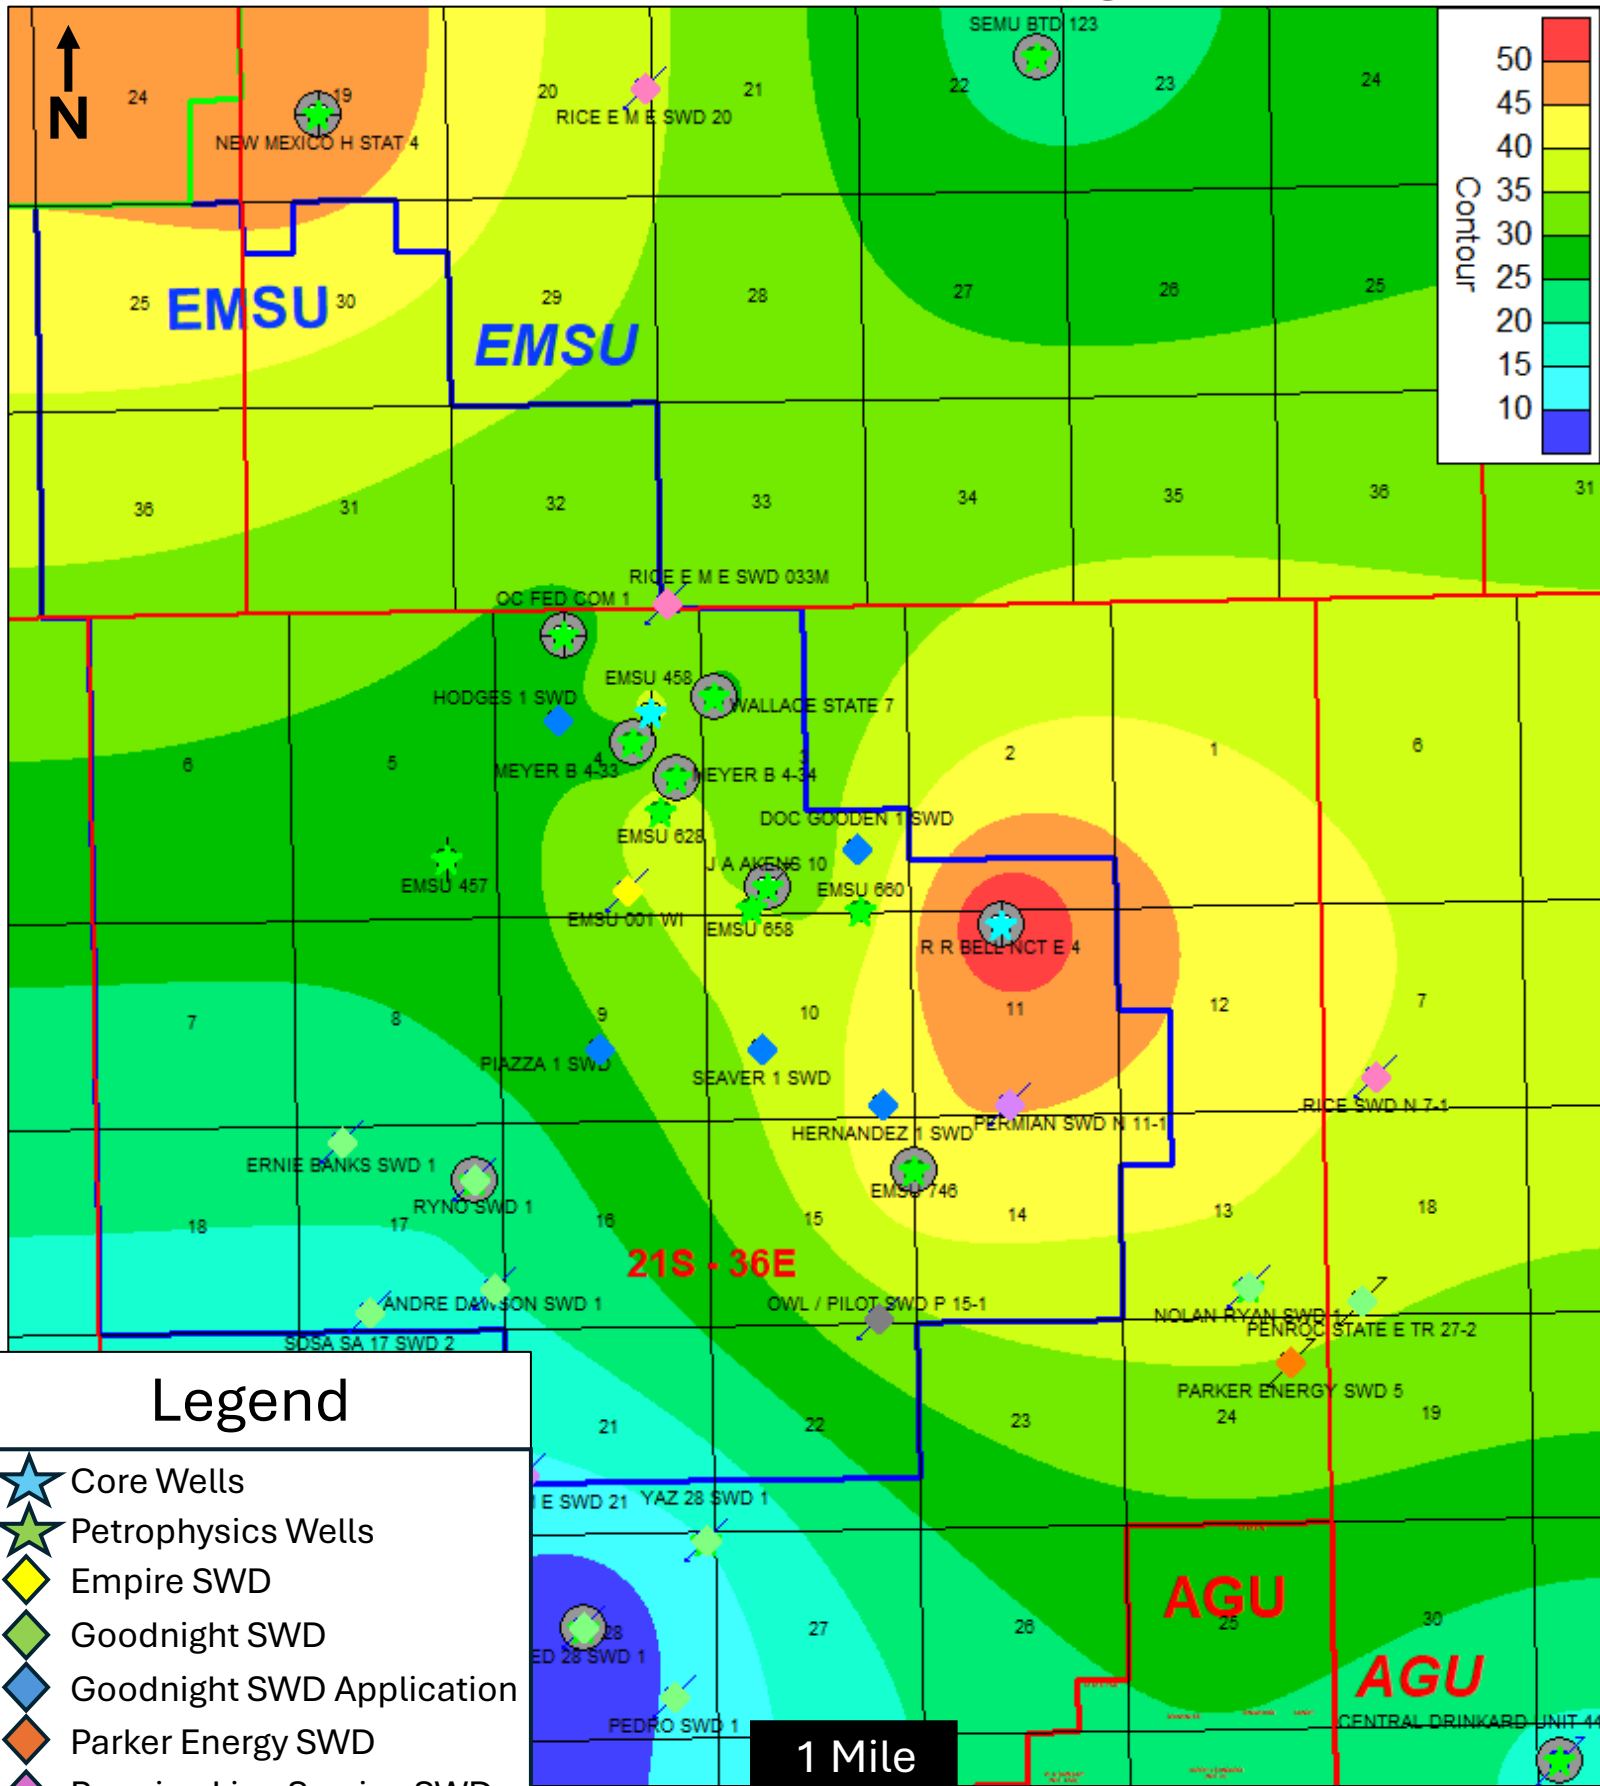 SEMU BTD 123
N
24
19
20
21
22
23
24
NEW MEXICO H STAT 4
RICE E M E SWD 20
50
45
40
35
30
25
20
15
10
Contour
25
EMSU
30
29
EMSU
28
27
26
25
36
31
32
33
34
35
36
31
RICE E M E SWD 033M
OC FED COM 1
EMSU 458
HODGES 1 SWD
WALLACE STATE 7
6
5
4
3
2
1
6
MEYER B 4-33
MEYER B 4-34
DOC GOODEN 1 SWD
EMSU 628
J A AKENS 10
EMSU 457
EMSU 660
EMSU 001 WI
EMSU 658
R R BELL NCT E 4
7
8
9
10
11
12
7
PIAZZA 1 SWD
SEAVER 1 SWD
RICE SWD N 7-1
HERNANDEZ 1 SWD
PERMIAN SWD N 11-1
ERNIE BANKS SWD 1
RYNO SWD 1
EMSU 746
18
17
16
15
14
13
18
21S - 36E
ANDRE DAWSON SWD 1
OWL / PILOT SWD P 15-1
NOLAN RYAN SWD 1
PENROC STATE E TR 27-2
SOSA SA 17 SWD 2
PARKER ENERGY SWD 5
21
22
23
24
19
E SWD 21
YAZ 28 SWD 1
28
27
26
25
30
ED 28 SWD 1
AGU
AGU
PEDRO SWD 1
CENTRAL DRINKARD UNIT 44
1 Mile
Legend
Core Wells
Petrophysics Wells
Empire SWD
Goodnight SWD
Goodnight SWD Application
Parker Energy SWD